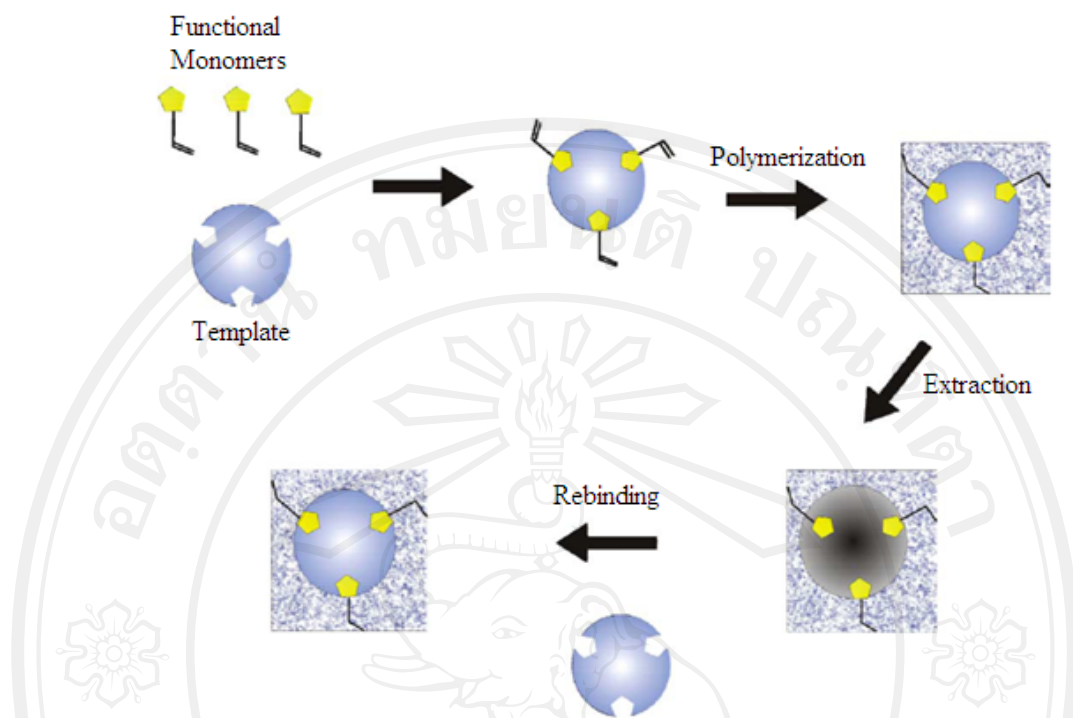 Functional
Monomers
Polymerization
Template
Extraction
Rebinding